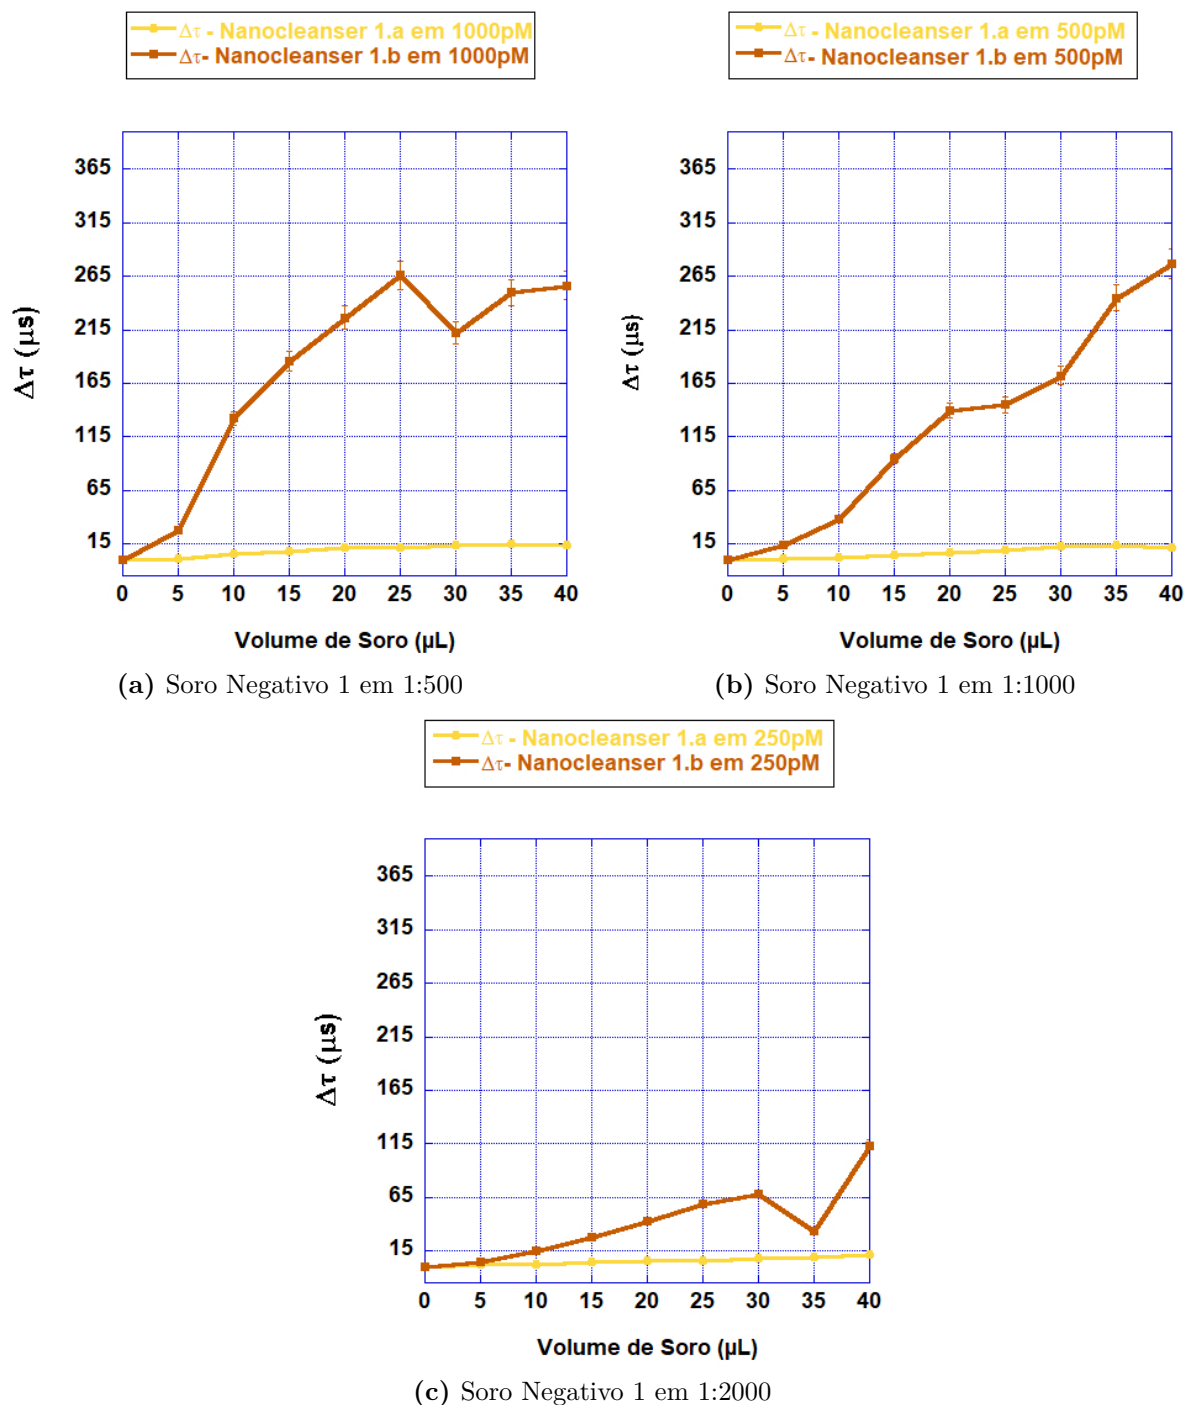 Δτ - Nanocleanser 1.a em 1000pM
Δτ- Nanocleanser 1.b em 1000pM
365
315
265
215
165
115
65
15
Δτ (µs)
0 5 10 15 20 25 30 35 40
Volume de Soro (µL)
(a) Soro Negativo 1 em 1:500
Δτ - Nanocleanser 1.a em 500pM
Δτ- Nanocleanser 1.b em 500pM
365
315
265
215
165
115
65
15
Δτ (µs)
0 5 10 15 20 25 30 35 40
Volume de Soro (µL)
(b) Soro Negativo 1 em 1:1000
Δτ - Nanocleanser 1.a em 250pM
Δτ- Nanocleanser 1.b em 250pM
365
315
265
215
165
115
65
15
Δτ (µs)
0 5 10 15 20 25 30 35 40
Volume de Soro (µL)
(c) Soro Negativo 1 em 1:2000